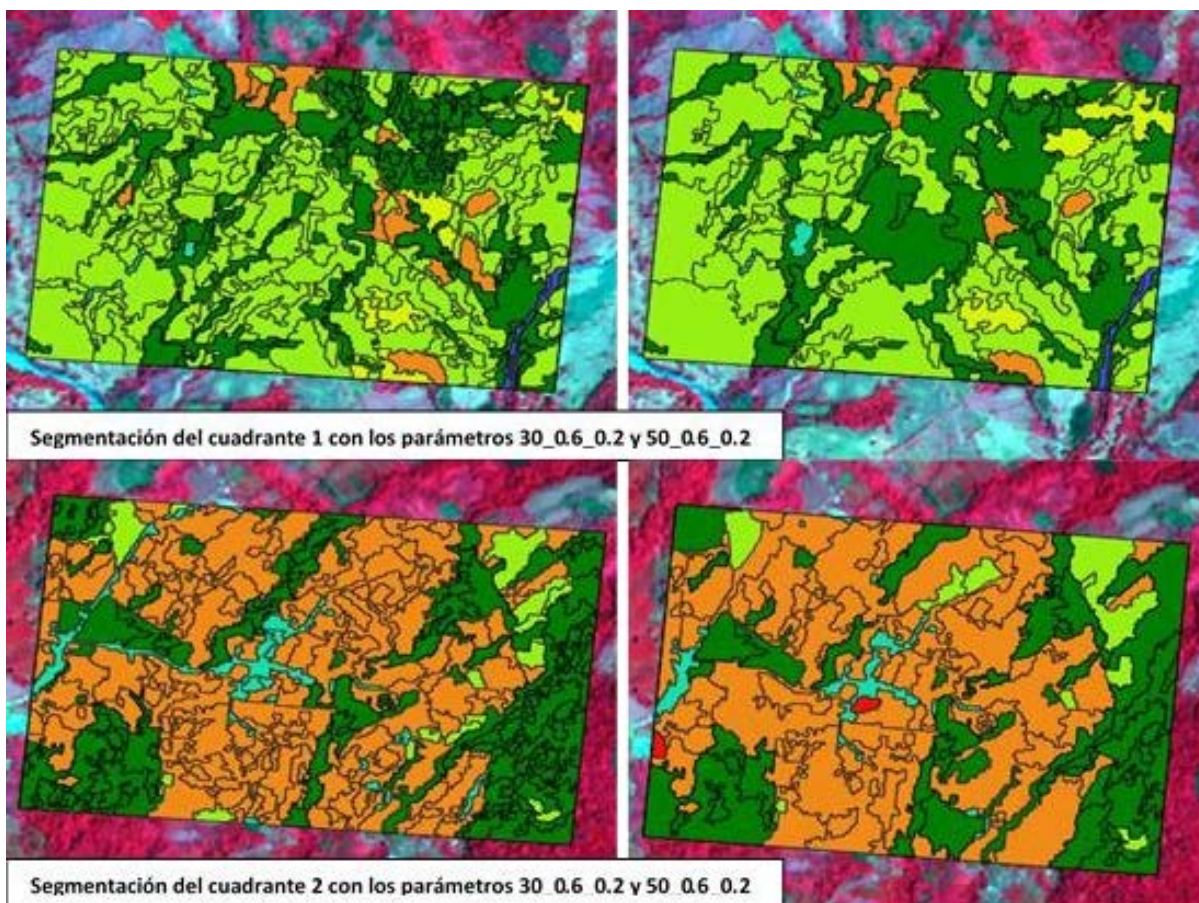 Segmentación del cuadrante 1 con los parámetros 30_0.6_0.2 y 50_0.6_0.2
Segmentación del cuadrante 2 con los parámetros 30_0.6_0.2 y 50_0.6_0.2